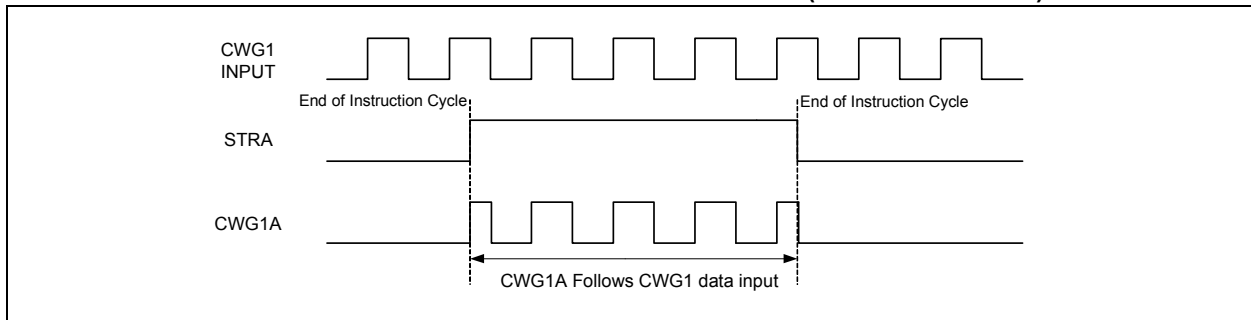 CWG1
INPUT
End of Instruction Cycle
End of Instruction Cycle
STRA
CWG1A
CWG1A Follows CWG1 data input